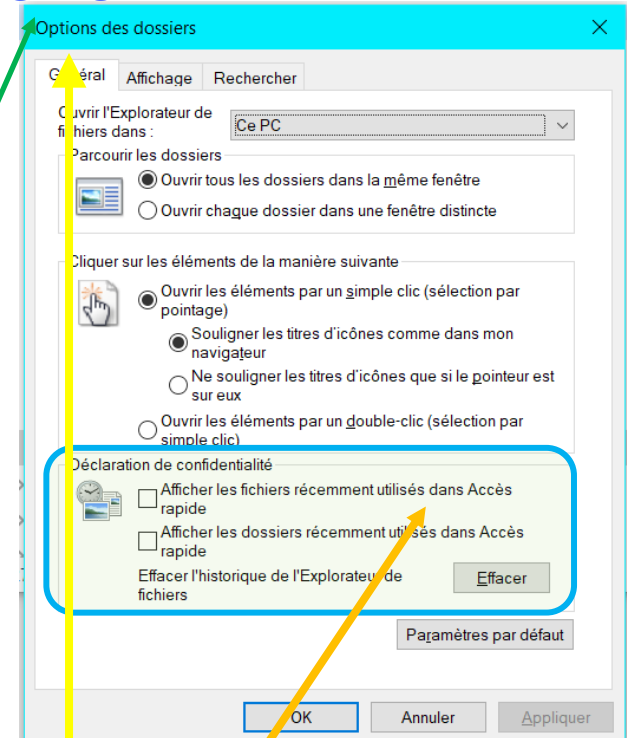 Options des dossiers
Général Affichage Rechercher
Ouvrir l'Explorateur de
fichiers dans :
Ce PC
Parcourir les dossiers
Ouvrir tous les dossiers dans la même fenêtre
Ouvrir chaque dossier dans une fenêtre distincte
Cliquer sur les éléments de la manière suivante
Ouvrir les éléments par un simple clic (sélection par
pointage)
Souligner les titres d'icônes comme dans mon
navigateur
Ne souligner les titres d'icônes que si le pointeur est
sur eux
Ouvrir les éléments par un double-clic (sélection par
simple clic)
Déclaration de confidentialité
Afficher les fichiers récemment utilisés dans Accès
rapide
Afficher les dossiers récemment utilisés dans Accès
rapide
Effacer l'historique de l'Explorateur de
fichiers
Effacer
Paramètres par défaut
OK Annuler Appliquer